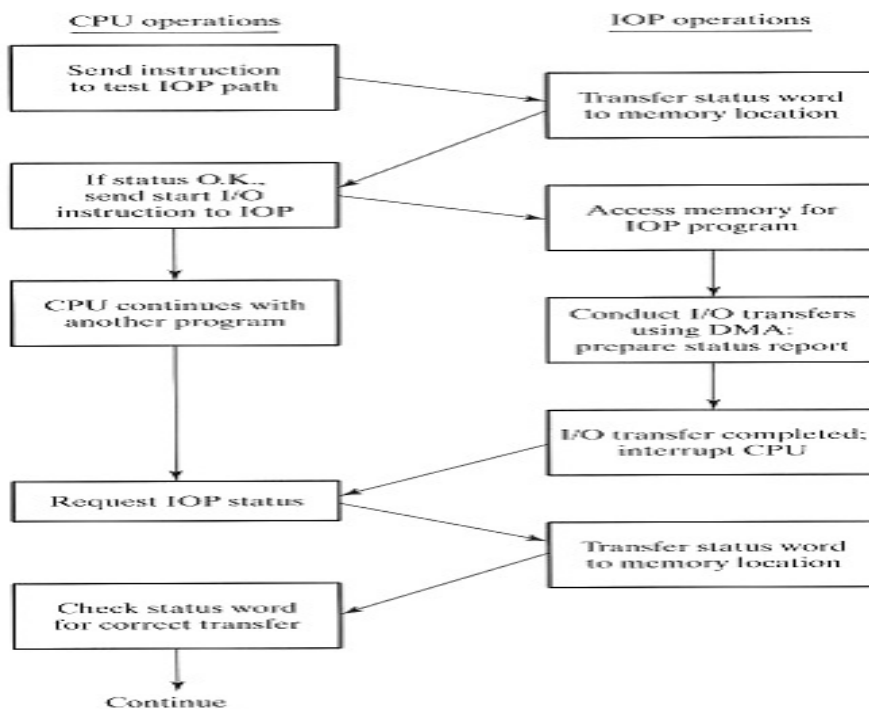 CPU operations
IOP operations
Send instruction
to test IOP path
Transfer status word
to memory location
If status O.K.,
send start I/O
instruction to IOP
Access memory for
IOP program
CPU continues with
another program
Conduct I/O transfers
using DMA:
prepare status report
I/O transfer completed;
interrupt CPU
Request IOP status
Transfer status word
to memory location
Check status word
for correct transfer
Continue